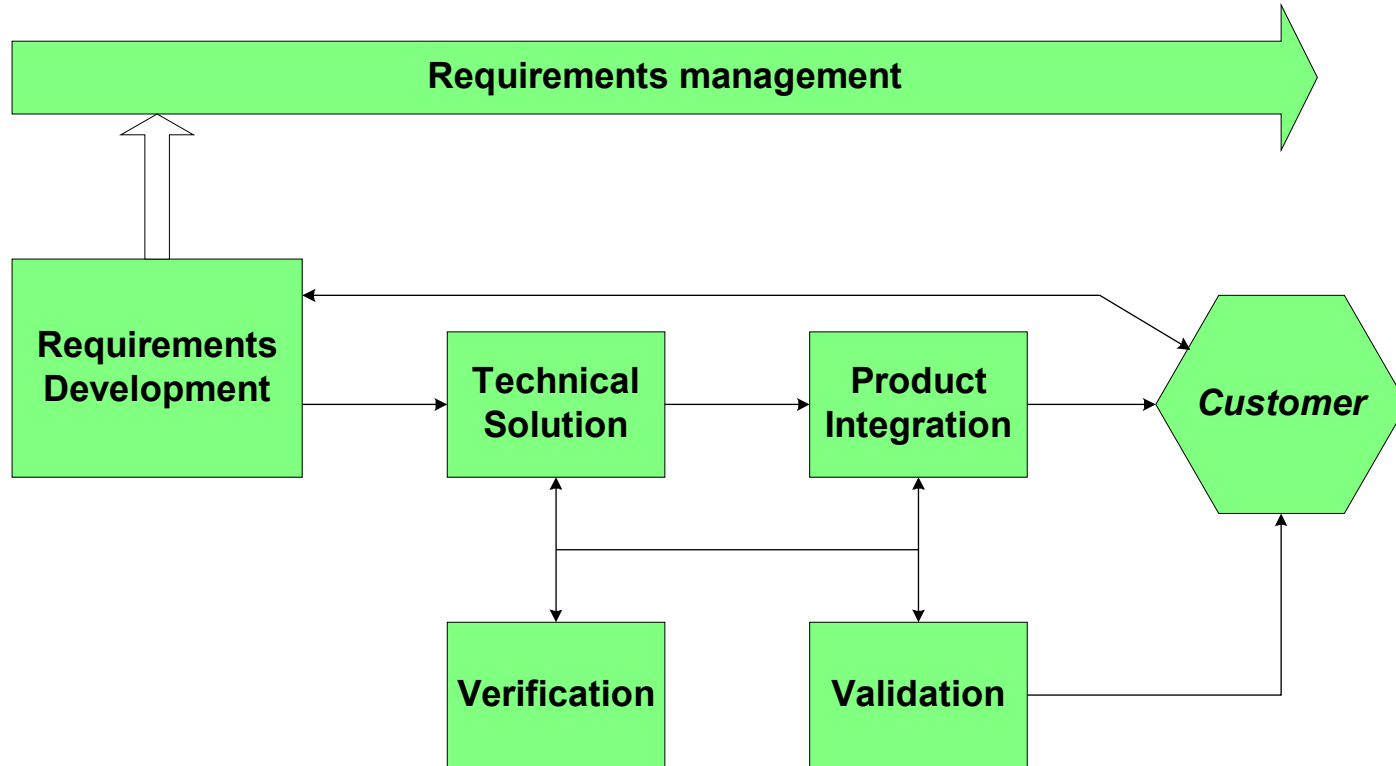 Requirements management
Requirements
Development
Technical
Solution
Product
Integration
Customer
Verification
Validation